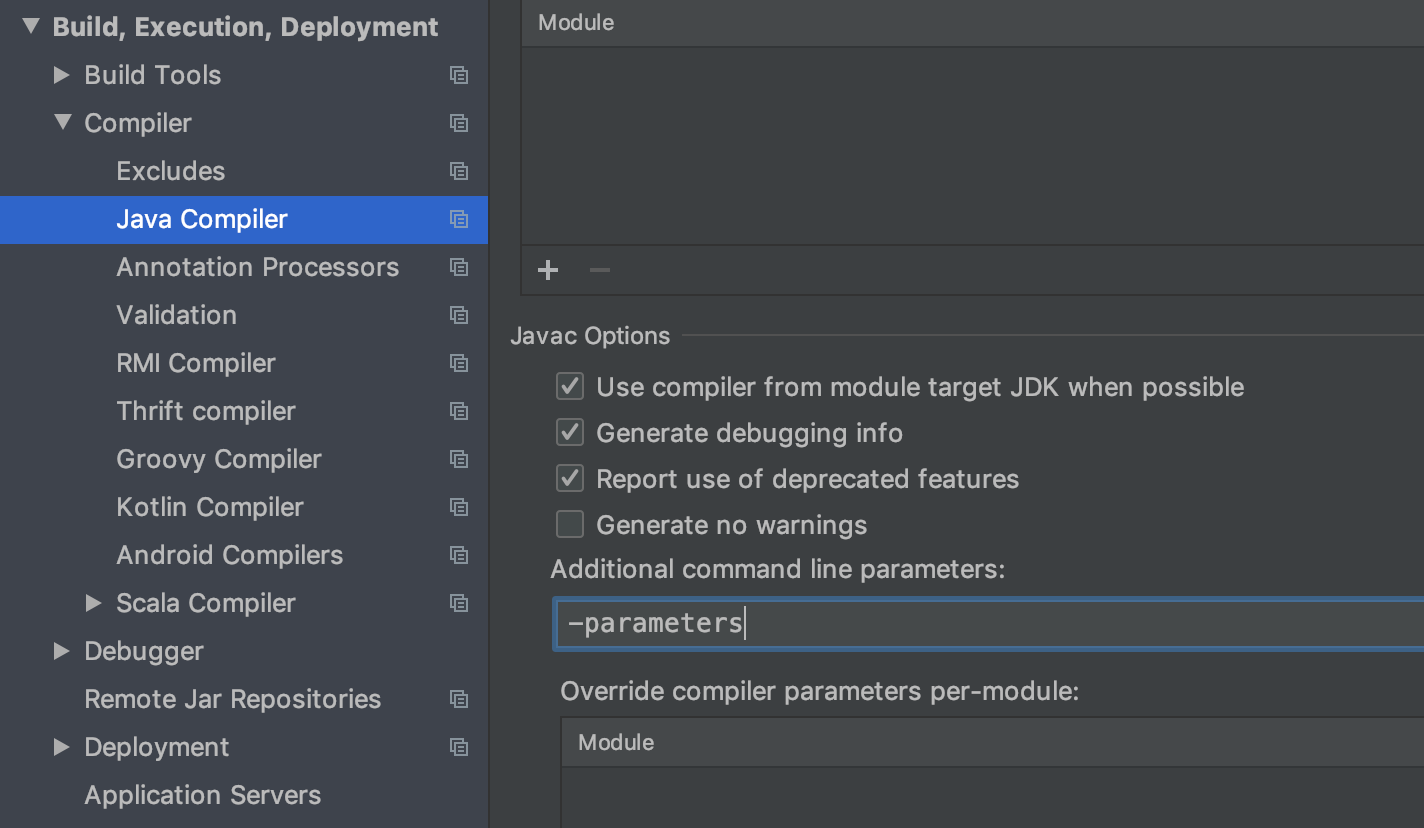 Build, Execution, Deployment
Build Tools
Compiler
Excludes
Java Compiler
Annotation Processors
Validation
RMI Compiler
Thrift compiler
Groovy Compiler
Kotlin Compiler
Android Compilers
Scala Compiler
Debugger
Remote Jar Repositories
Deployment
Application Servers
Module
Javac Options
Use compiler from module target JDK when possible
Generate debugging info
Report use of deprecated features
Generate no warnings
Additional command line parameters:
-parameters
Override compiler parameters per-module:
Module